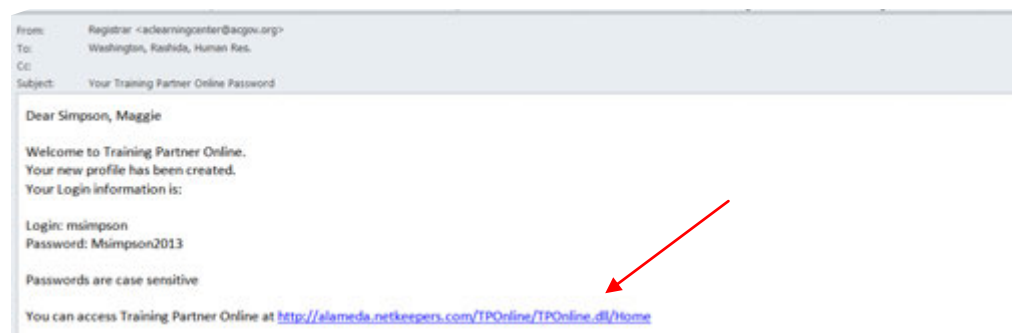 From: Registrar <aclearningcenter@acgov.org>
To: Washington, Rashida, Human Res.
Cc:
Subject: Your Training Partner Online Password
Dear Simpson, Maggie
Welcome to Training Partner Online.
Your new profile has been created.
Your Login information is:
Login: msimpson
Password: Msimpson2013
Passwords are case sensitive
You can access Training Partner Online at http://alameda.netkeepers.com/TPOnline/TPOnline.dll/Home